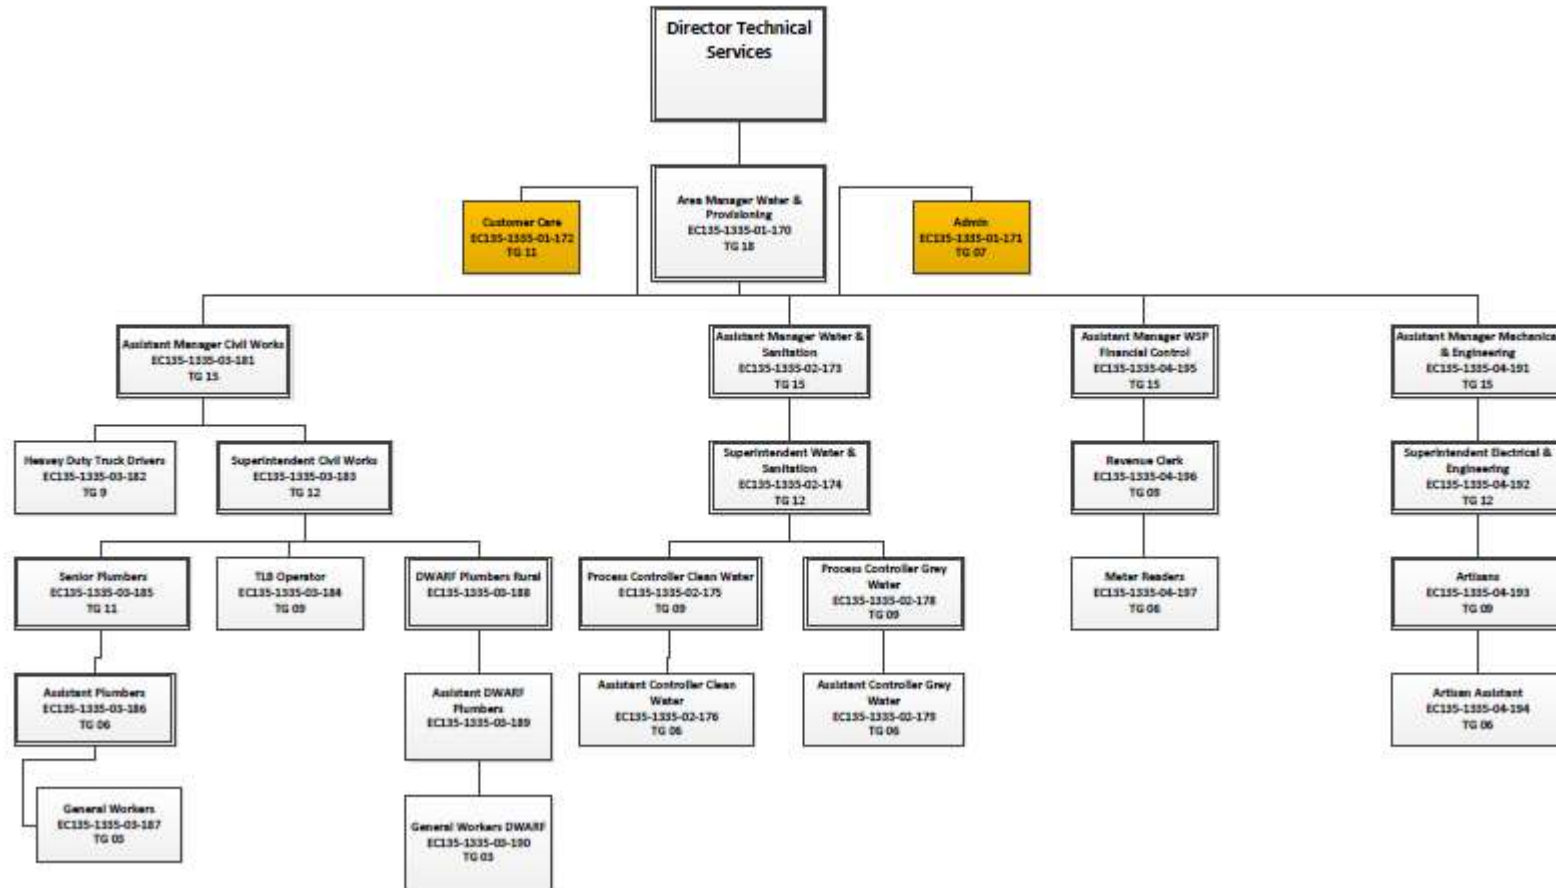 Director Technical
Services
Area Manager Water &
Provisioning
EC135-1335-01-170
TG 18
Customer Care
EC135-1335-01-172
TG 11
Admin
EC135-1335-01-171
TG 07
Assistant Manager Civil Works
EC135-1335-03-181
TG 15
Assistant Manager Water &
Sanitation
EC135-1335-02-173
TG 15
Assistant Manager WSP
Financial Control
EC135-1335-04-195
TG 15
Assistant Manager Mechanical
& Engineering
EC135-1335-04-191
TG 15
Heavey Duty Truck Drivers
EC135-1335-03-182
TG 9
Superintendent Civil Works
EC135-1335-03-183
TG 12
Superintendent Water &
Sanitation
EC135-1335-02-174
TG 12
Revenue Clerk
EC135-1335-04-196
TG
Superintendent Electrical &
Engineering
EC135-1335-04-192
TG 12
Senior Plumbers
EC135-1335-03-185
TG 11
TLB Operator
EC135-1335-03-184
TG 09
DWARF Plumbers Rural
EC135-1335-03-188
Process Controller Clean Water
EC135-1335-02-175
TG 09
Process Controller Grey
Water
EC135-1335-02-178
TG 09
Meter Readers
EC135-1335-04-197
TG 06
Artisans
EC135-1335-04-193
TG 09
Assistant Plumbers
EC135-1335-03-186
TG 06
Assistant DWARF
Plumbers
EC135-1335-03-189
Assistant Controller Clean
Water
EC135-1335-02-176
TG 06
Assistant Controller Grey
Water
EC135-1335-02-179
TG 06
Artisan Assistant
EC135-1335-04-194
TG 06
General Workers
EC135-1335-03-187
TG 03
General Workers DWARF
EC135-1335-03-190
TG 03